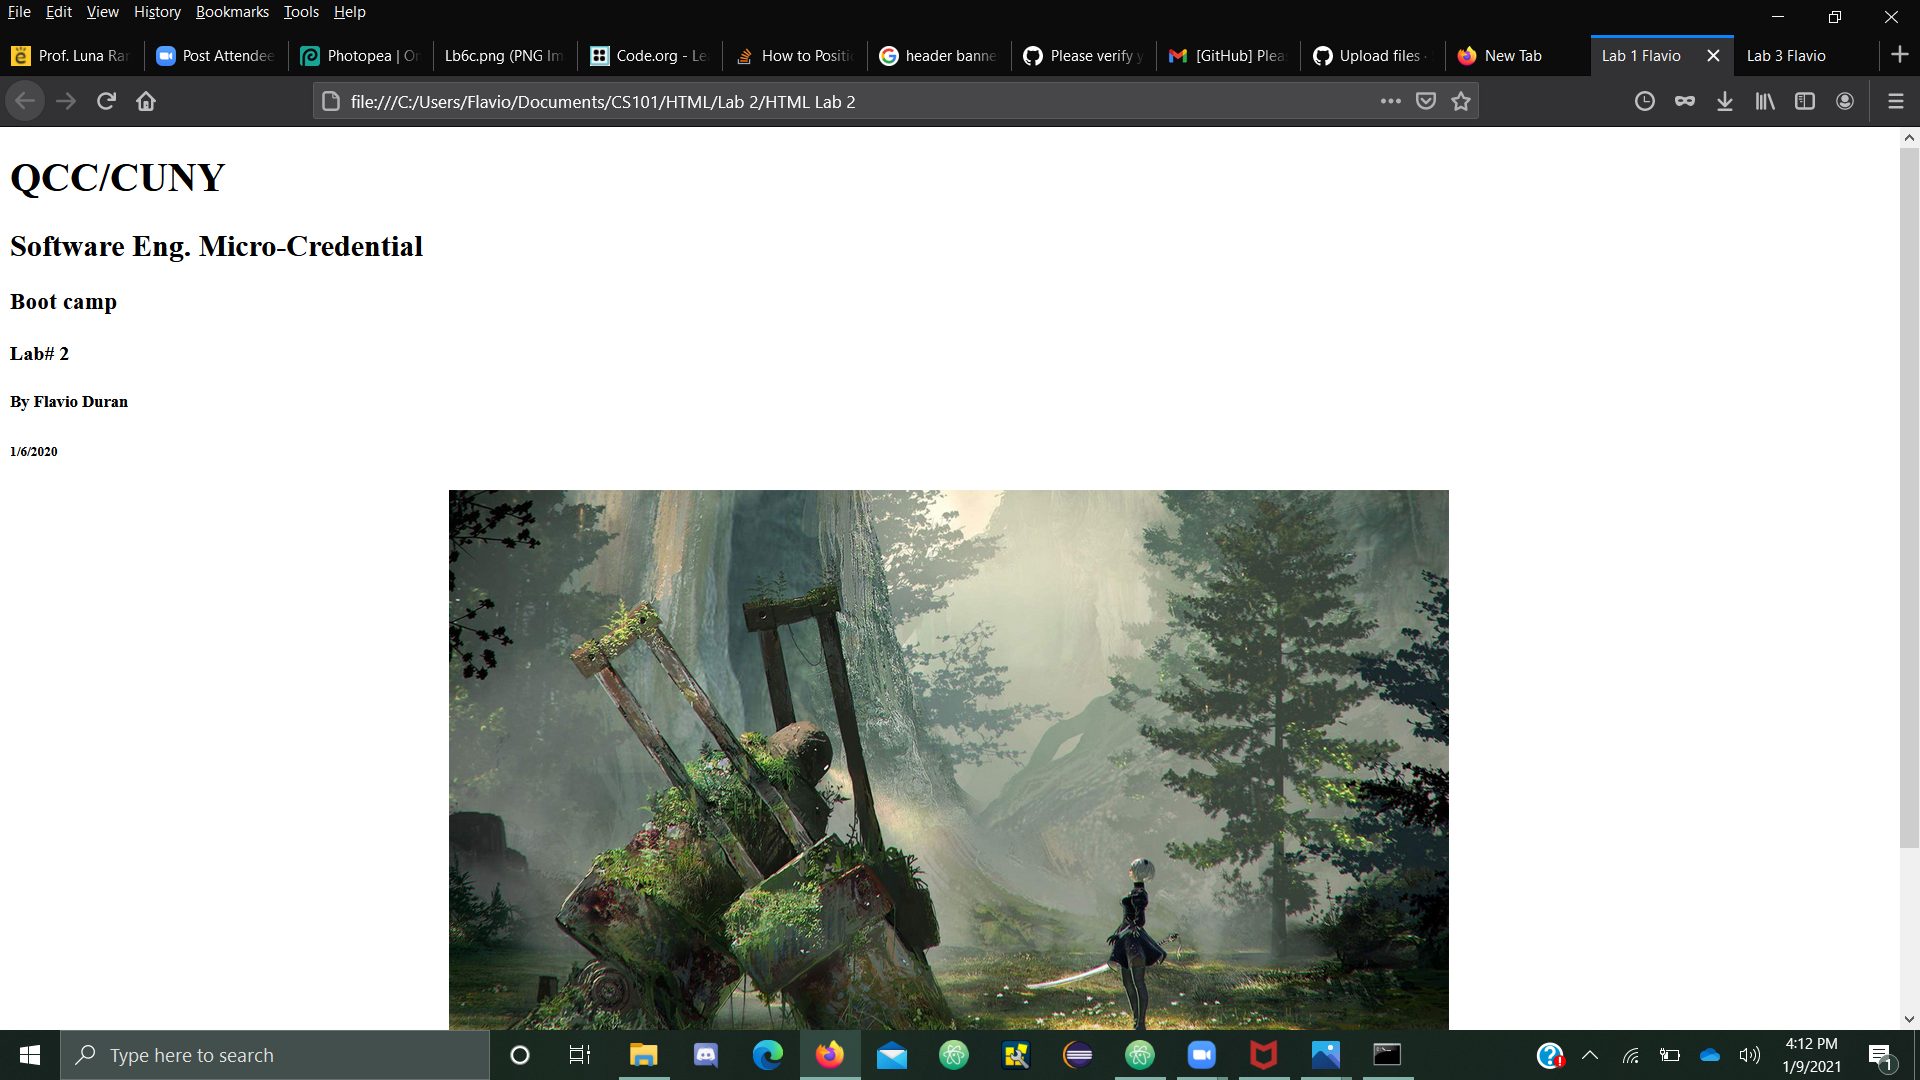 File Edit View History Bookmarks Tools Help
Prof. Luna Ra
Post Attendee
Photopea | O
Lb6c.png (PNG Im
Code.org - Le
How to Positi
header banne
Please verify y
[GitHub] Plea
Upload files ·
New Tab
Lab 1 Flavio
Lab 3 Flavio
file:///C:/Users/Flavio/Documents/CS101/HTML/Lab 2/HTML Lab 2
QCC/CUNY
Software Eng. Micro-Credential
Boot camp
Lab# 2
By Flavio Duran
1/6/2020
Type here to search
4:12 PM
1/9/2021
1